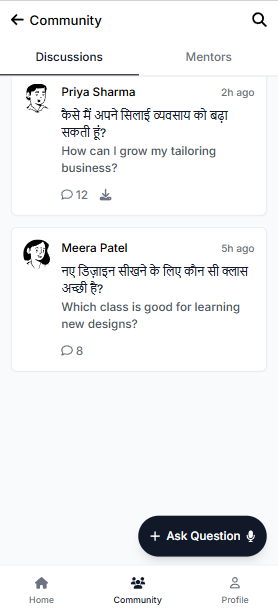 Community
Discussions
Mentors
Priya Sharma
2h ago
कैसे मैं अपने सिलाई व्यवसाय को बढ़ा
सकती हूं?
How can I grow my tailoring
business?
12
Meera Patel
5h ago
नए डिज़ाइन सीखने के लिए कौन सी क्लास
अच्छी है?
Which class is good for learning
new designs?
8
+ Ask Question
Home
Community
Profile